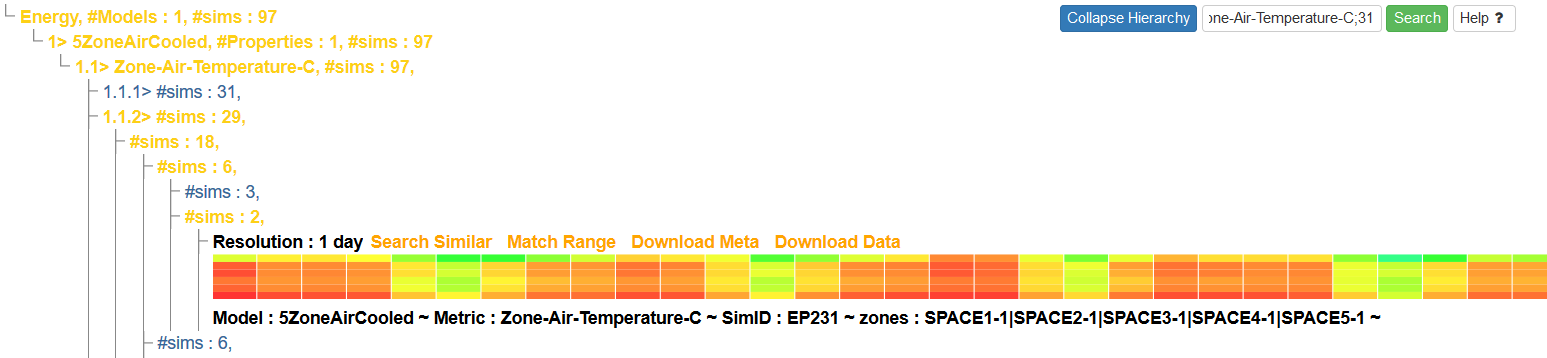 Energy, #Models : 1, #sims : 97
Collapse Hierarchy
one-Air-Temperature-C;31
Search
Help ?
1> 5ZoneAirCooled, #Properties : 1, #sims : 97
1.1> Zone-Air-Temperature-C, #sims : 97,
1.1.1> #sims : 31,
1.1.2> #sims : 29,
#sims : 18,
#sims : 6,
#sims : 3,
#sims : 2,
Resolution : 1 day Search Similar Match Range Download Meta Download Data
Model : 5ZoneAirCooled ~ Metric : Zone-Air-Temperature-C ~ SimID : EP231 ~ zones : SPACE1-1|SPACE2-1|SPACE3-1|SPACE4-1|SPACE5-1 ~
#sims : 6,